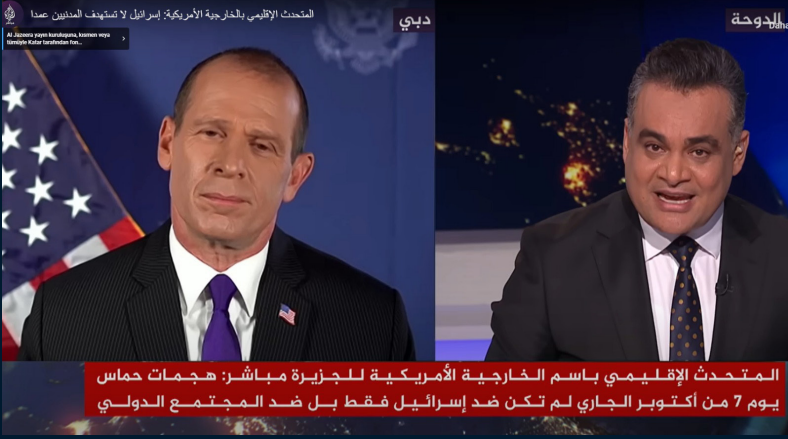 المتحدث الإقليمي بالخارجية الأمريكية: إسرائيل لا تستهدف المدنيين عمدا
Al Jazeera yayın kuruluşuna, kısmen veya
tümüyle Katar tarafından fon...
دبي
الدوحة
المتحدث الإقليمي باسم الخارجية الأمريكية للجزيرة مباشر: هجمات حماس
يوم 7 من أكتوبر الجاري لم تكن ضد إسرائيل فقط بل ضد المجتمع الدولي